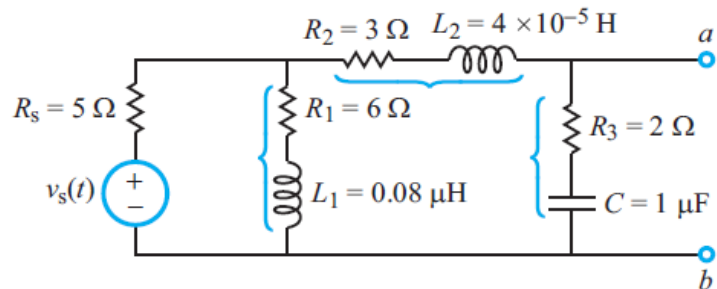 R₂ = 3 Ω L₂ = 4 × 10⁻⁵ H
a
Rₛ = 5 Ω
R₁ = 6 Ω
R₃ = 2 Ω
vₛ(t)
+
−
L₁ = 0.08 μH
C = 1 μF
b